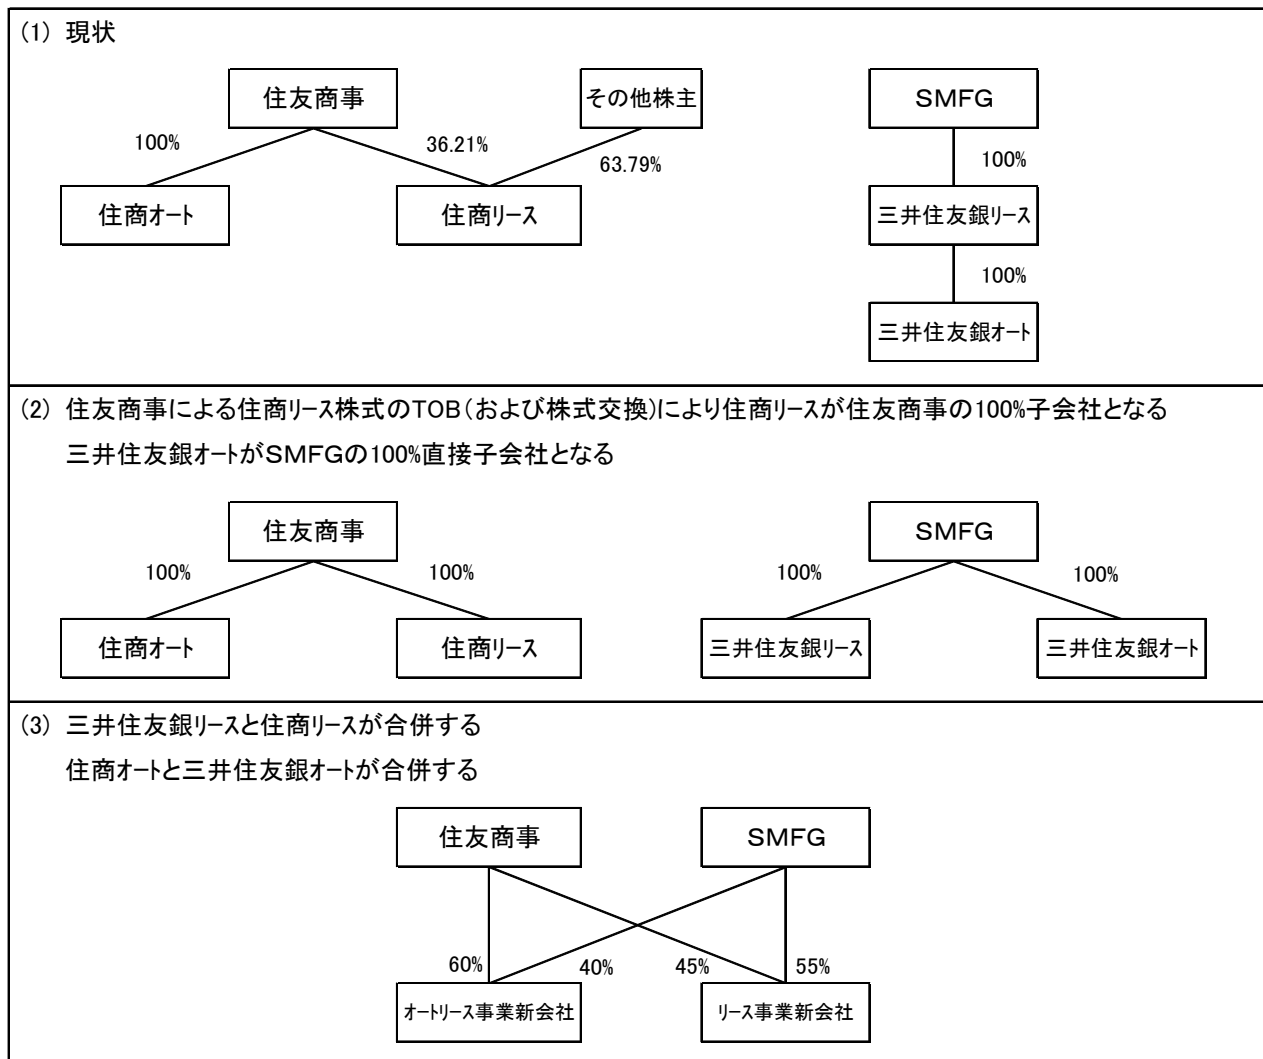 (1) 現状
住友商事
その他株主
SMFG
100%
36.21%
63.79%
100%
住商オート
住商リース
三井住友銀リース
100%
三井住友銀オート
(2) 住友商事による住商リース株式のTOB(および株式交換)により住商リースが住友商事の100%子会社となる
三井住友銀オートがSMFGの100%直接子会社となる
住友商事
SMFG
100%
100%
100%
100%
住商オート
住商リース
三井住友銀リース
三井住友銀オート
(3) 三井住友銀リースと住商リースが合併する
住商オートと三井住友銀オートが合併する
住友商事
SMFG
60%
40%
45%
55%
オートリース事業新会社
リース事業新会社